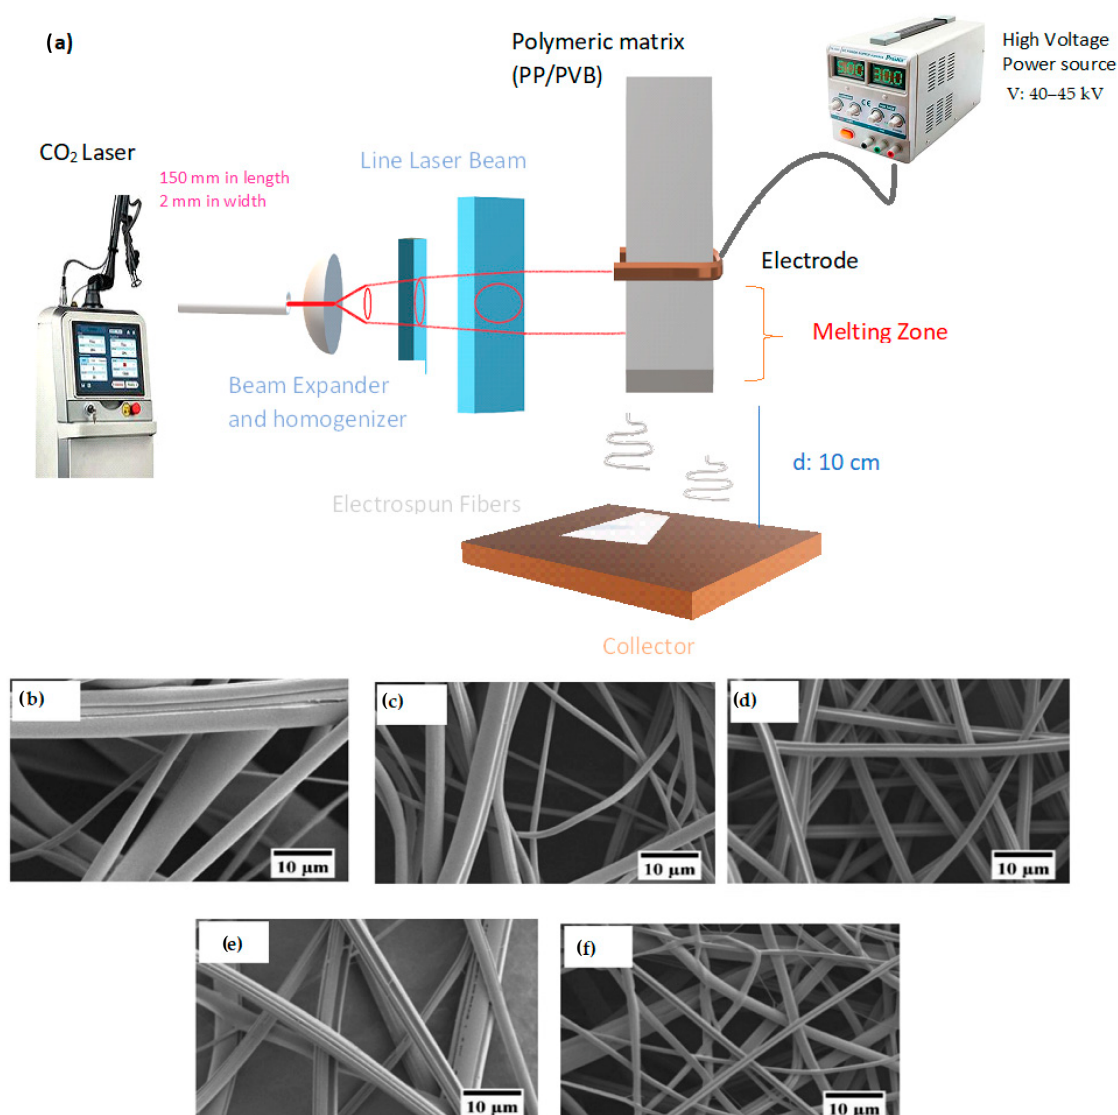 (a)
Polymeric matrix
(PP/PVB)
High Voltage
Power source
V: 40–45 kV
CO₂ Laser
150 mm in length
2 mm in width
Line Laser Beam
Electrode
Melting Zone
Beam Expander
and homogenizer
d: 10 cm
Electrospun Fibers
Collector
(b)
10 µm
(c)
10 µm
(d)
10 µm
(e)
10 µm
(f)
10 µm